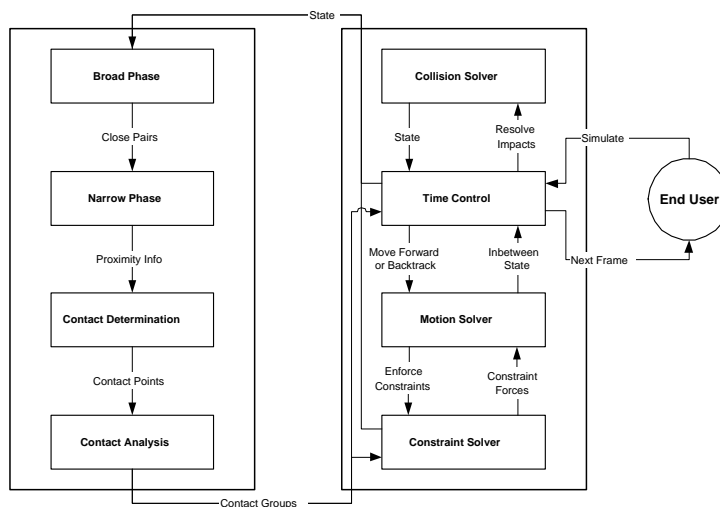 State
Broad Phase
Close Pairs
Narrow Phase
Proximity Info
Contact Determination
Contact Points
Contact Analysis
Contact Groups
Collision Solver
State
Resolve
Impacts
Time Control
Move Forward
or Backtrack
Inbetween
State
Motion Solver
Enforce
Constraints
Constraint
Forces
Constraint Solver
Simulate
End User
Next Frame